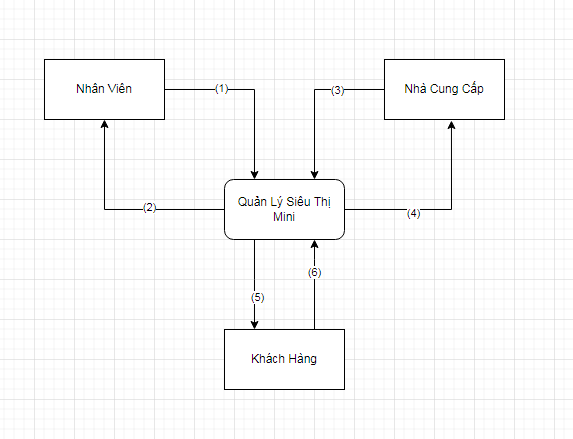 Nhân Viên
(1)
(3)
Nhà Cung Cấp
(2)
Quản Lý Siêu Thị
Mini
(4)
(5)
(6)
Khách Hàng